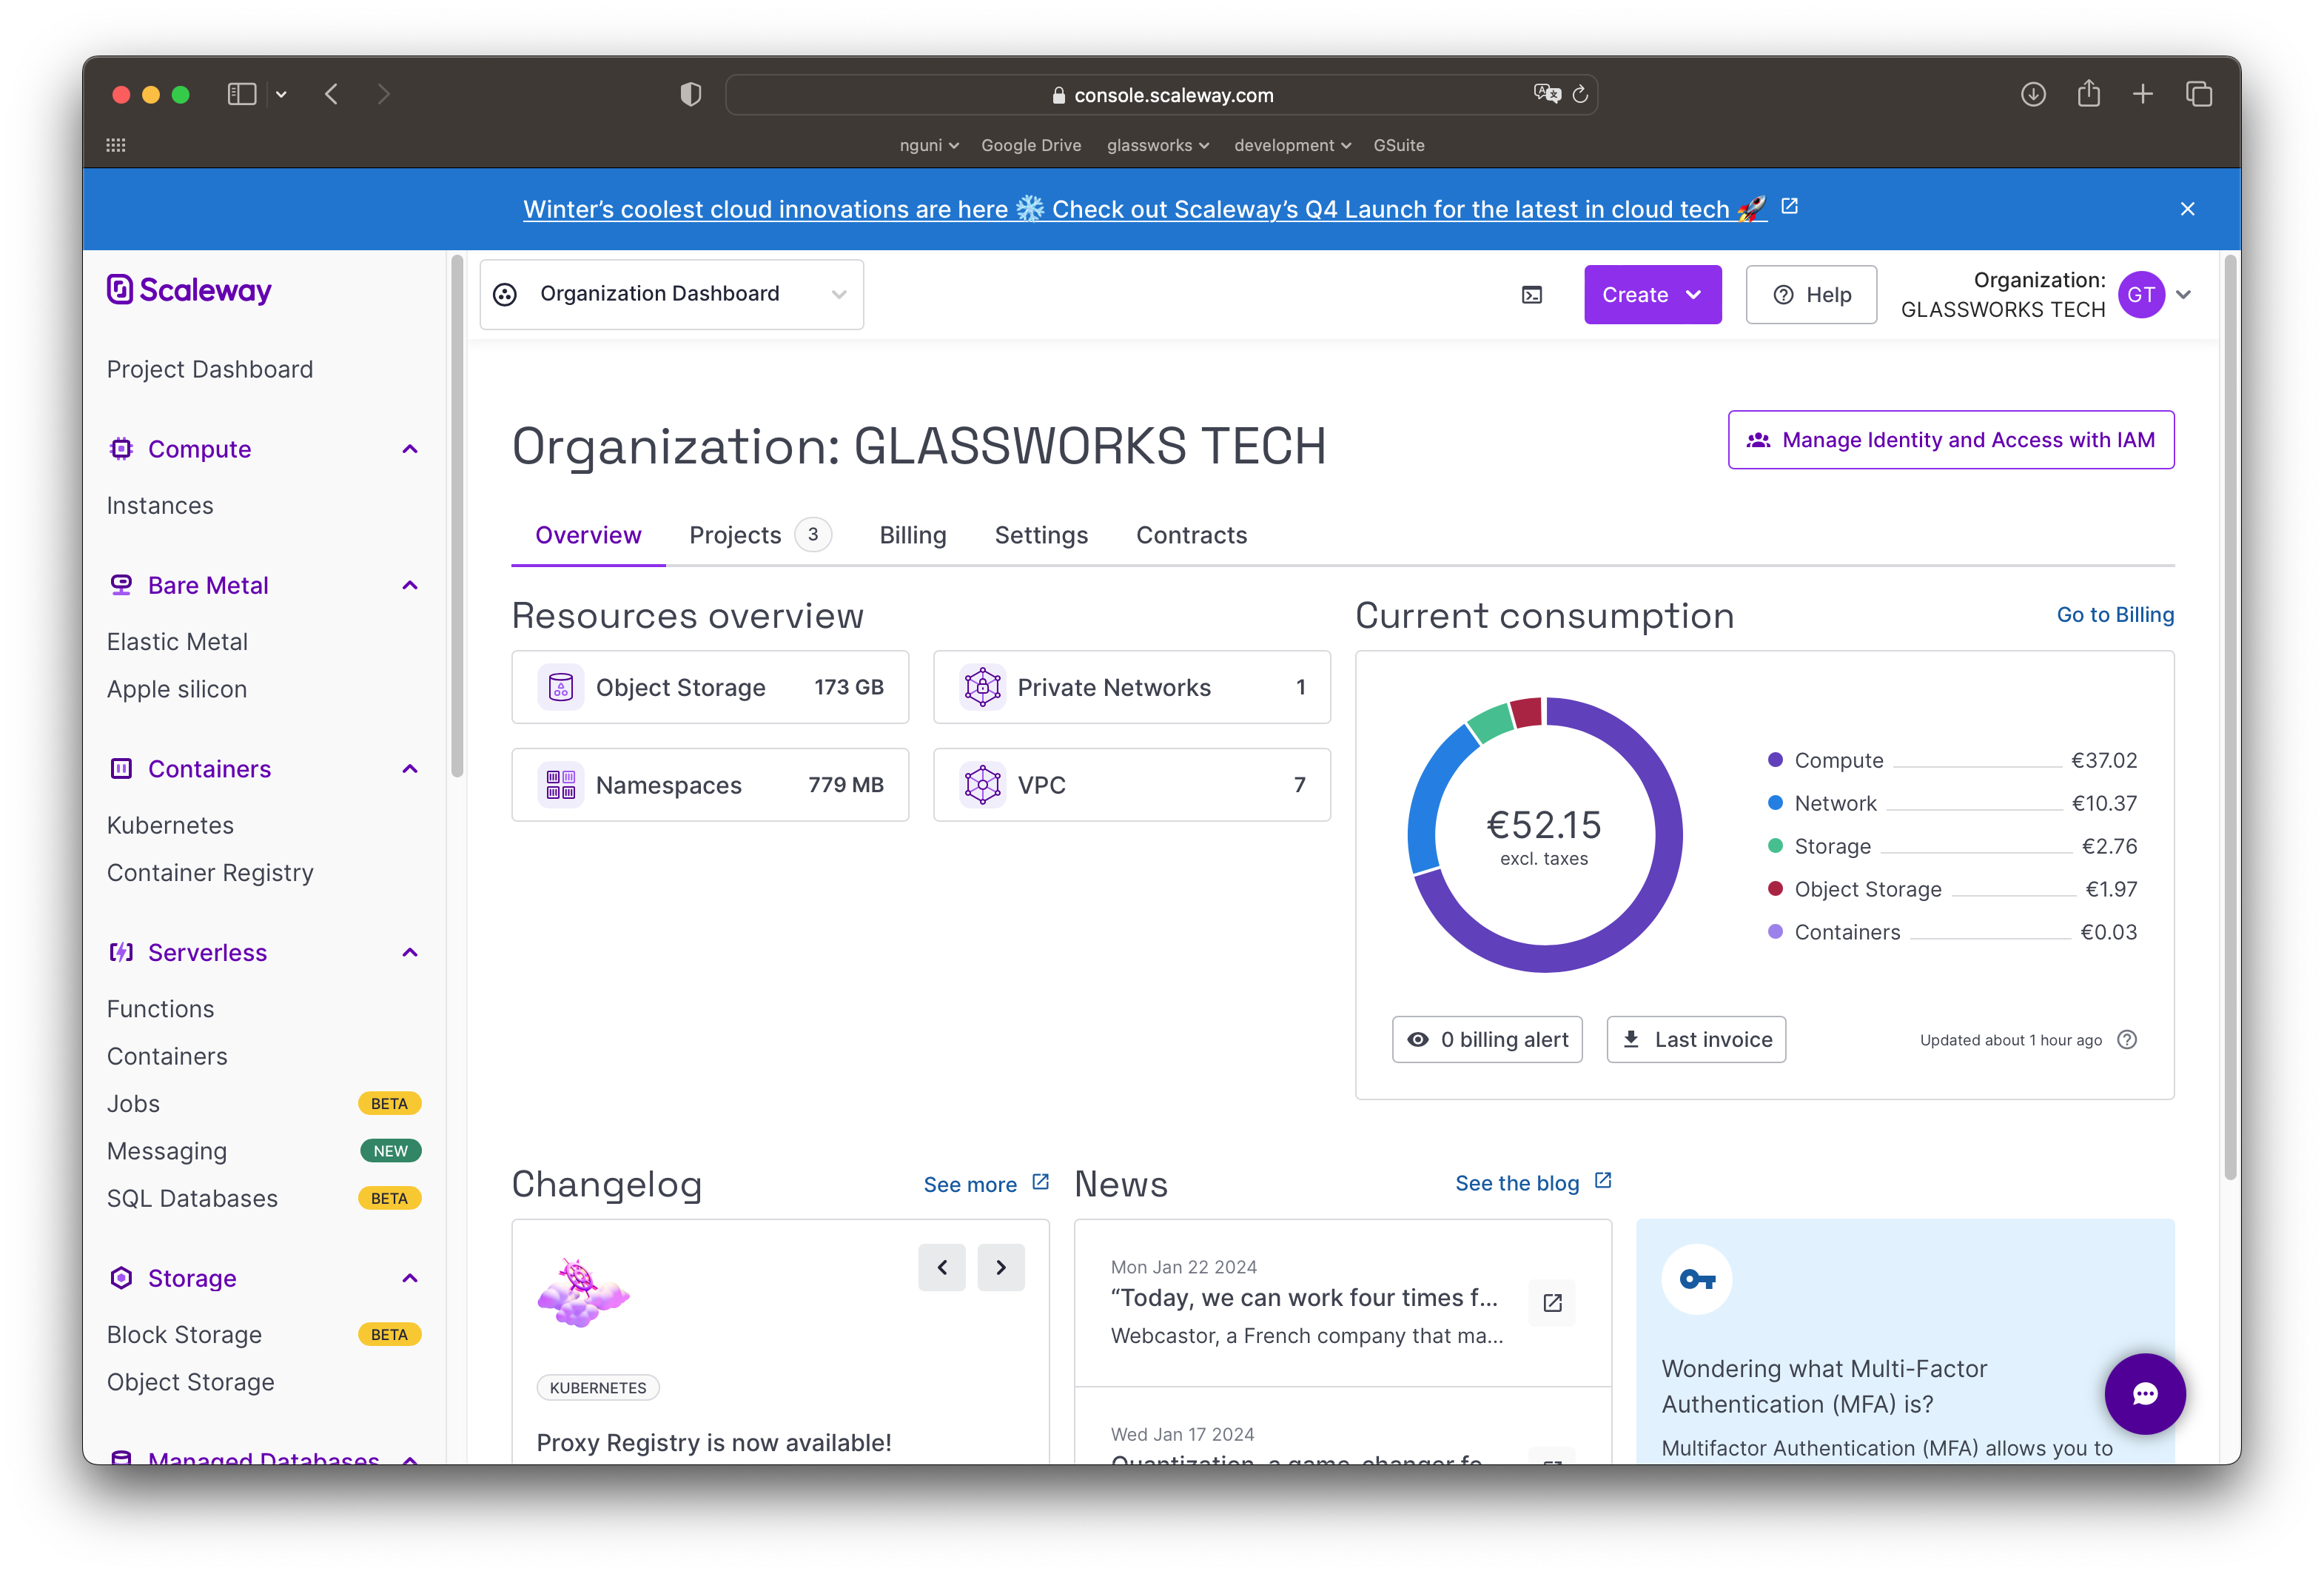 console.scaleway.com
nguni
Google Drive
glassworks
development
GSuite
Winter's coolest cloud innovations are here ❄️ Check out Scaleway's Q4 Launch for the latest in cloud tech 🚀
Scaleway
Organization Dashboard
Create
Help
Organization:
GLASSWORKS TECH
GT
Project Dashboard
Compute
Instances
Bare Metal
Elastic Metal
Apple silicon
Containers
Kubernetes
Container Registry
Serverless
Functions
Containers
Jobs
BETA
Messaging
NEW
SQL Databases
BETA
Storage
Block Storage
BETA
Object Storage
Managed Databases
Organization: GLASSWORKS TECH
Manage Identity and Access with IAM
Overview
Projects 3
Billing
Settings
Contracts
Resources overview
Object Storage 173 GB
Private Networks 1
Namespaces 779 MB
VPC 7
Current consumption
Go to Billing
€52.15
excl. taxes
Compute €37.02
Network €10.37
Storage €2.76
Object Storage €1.97
Containers €0.03
0 billing alert
Last invoice
Updated about 1 hour ago
Changelog
See more
KUBERNETES
Proxy Registry is now available!
News
See the blog
Mon Jan 22 2024
“Today, we can work four times f...
Webcastor, a French company that ma...
Wed Jan 17 2024
Quantization, a game-changer fo...
Wondering what Multi-Factor
Authentication (MFA) is?
Multifactor Authentication (MFA) allows you to